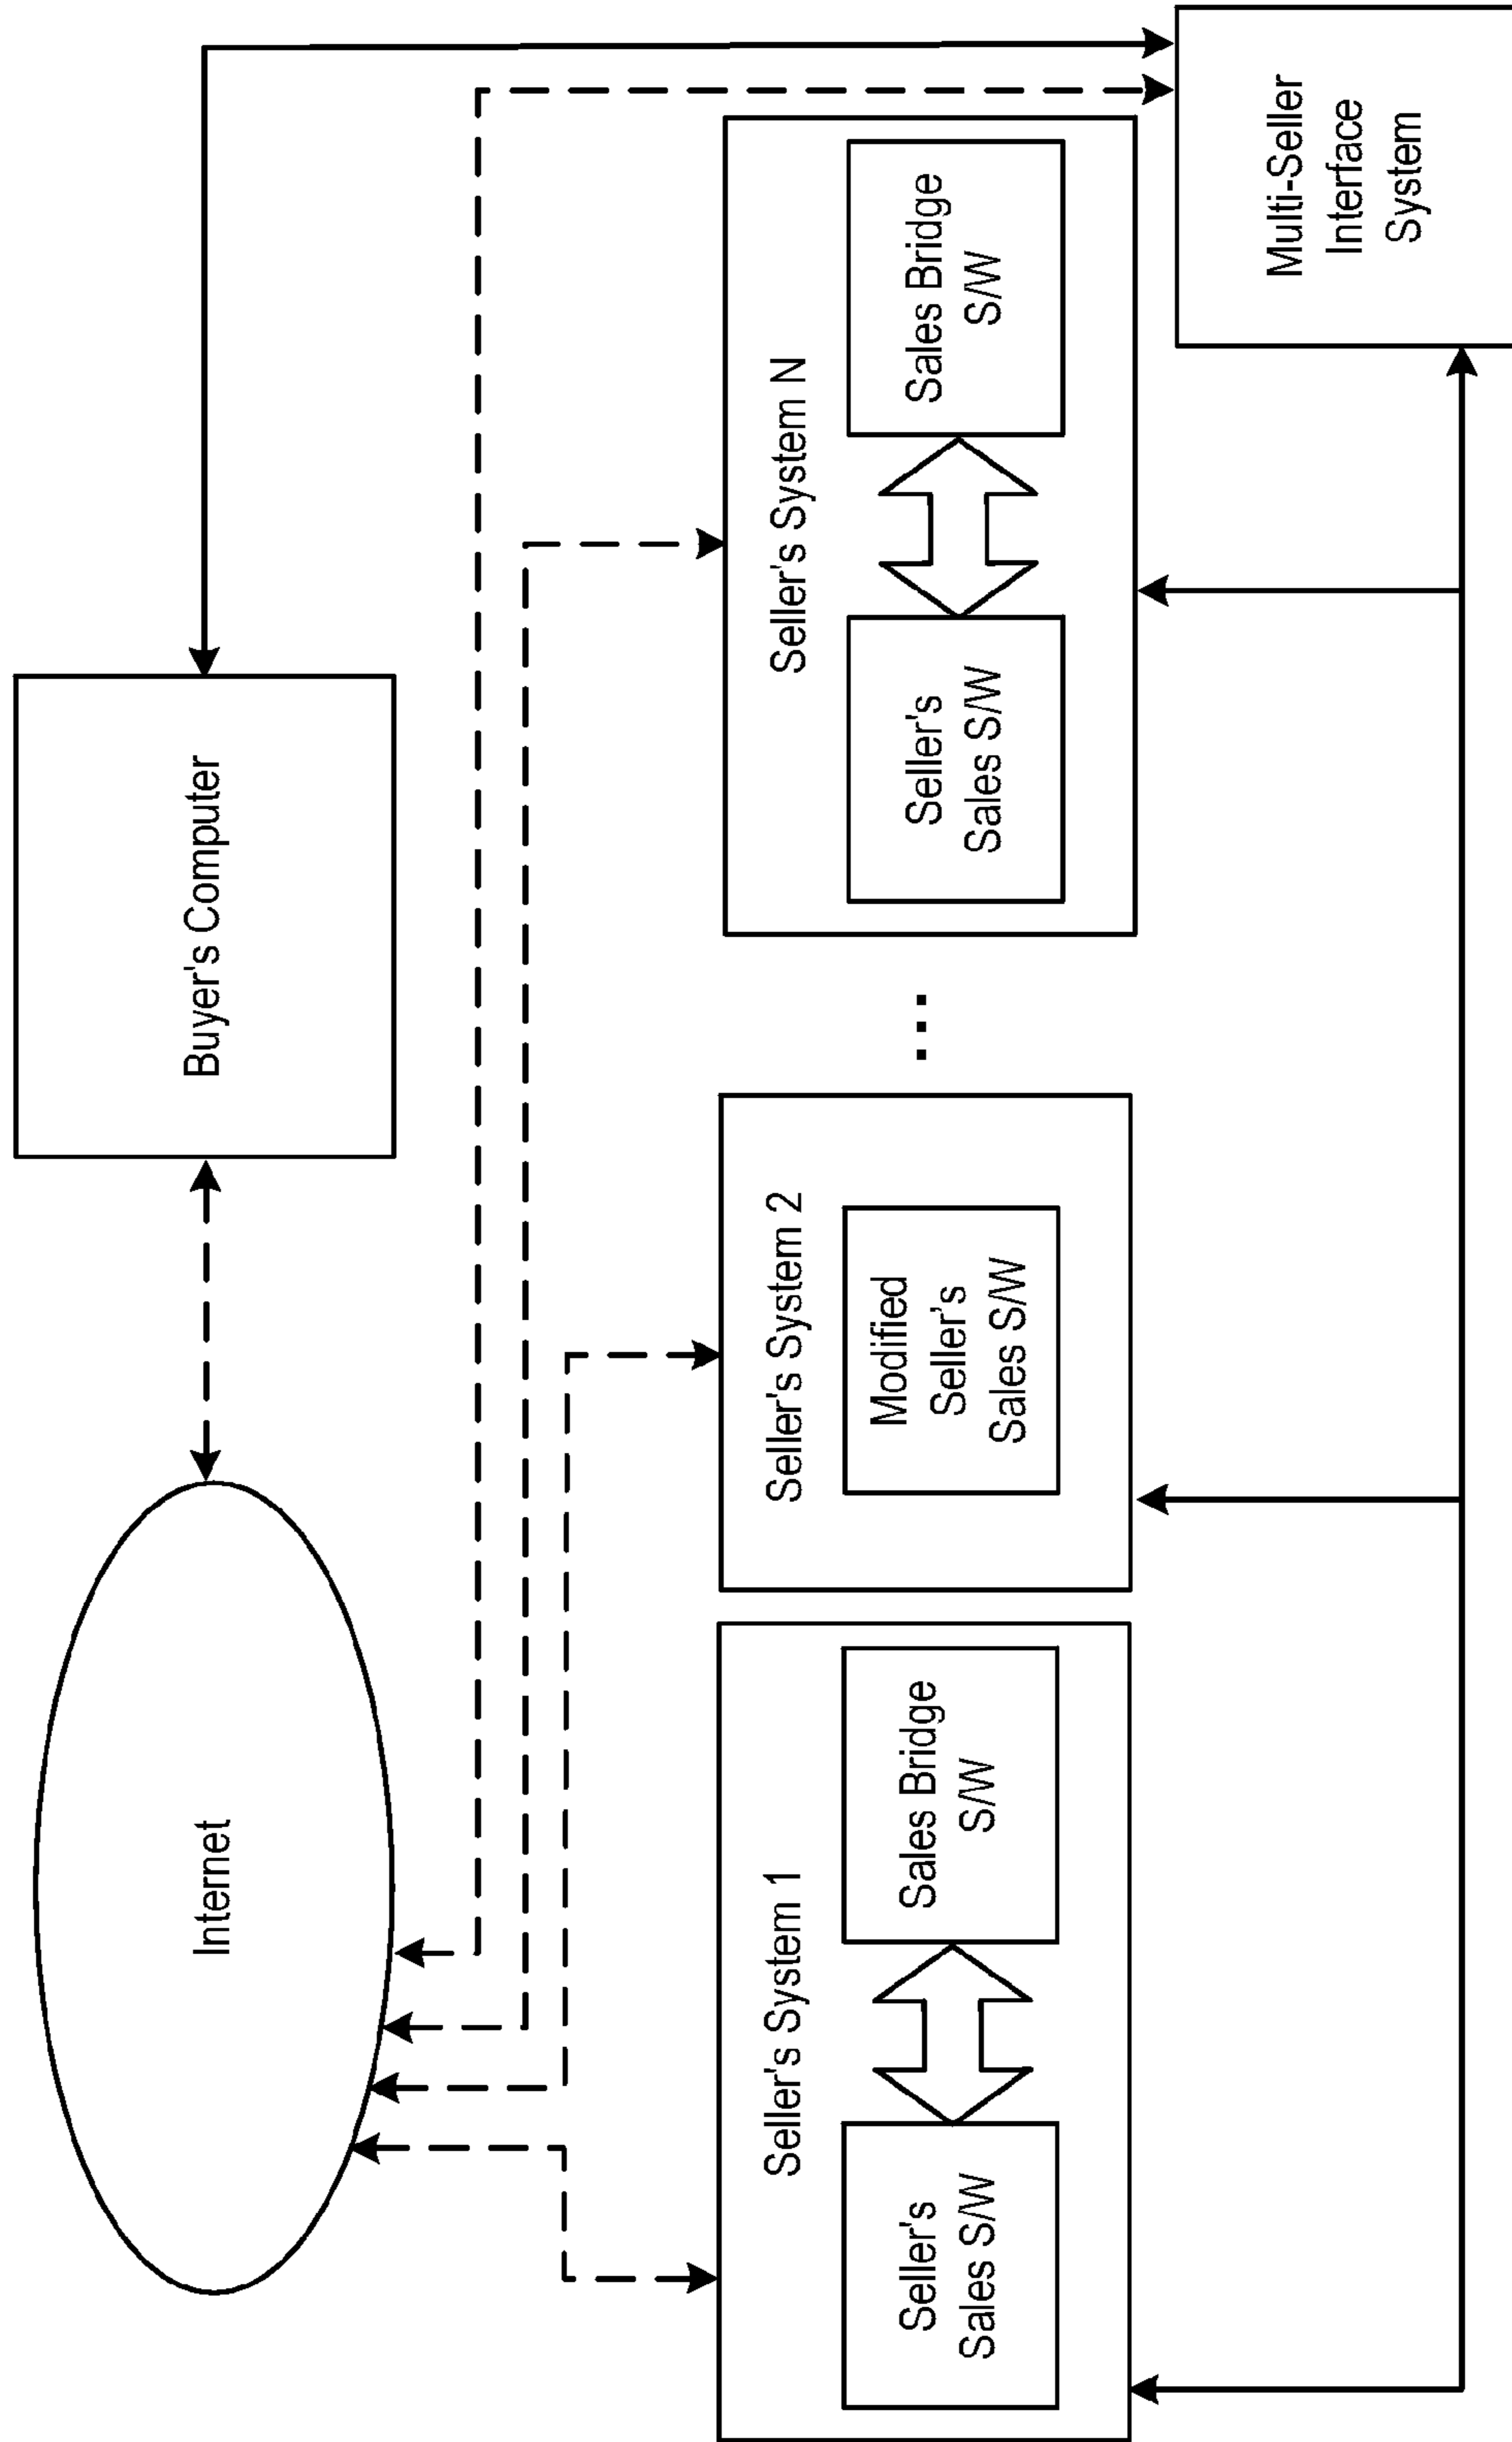 Internet
Buyer's Computer
Seller's System 1
Seller's
Sales S/W
Sales Bridge
S/W
Seller's System 2
Modified
Seller's
Sales S/W
...
Seller's System N
Seller's
Sales S/W
Sales Bridge
S/W
Multi-Seller
Interface
System